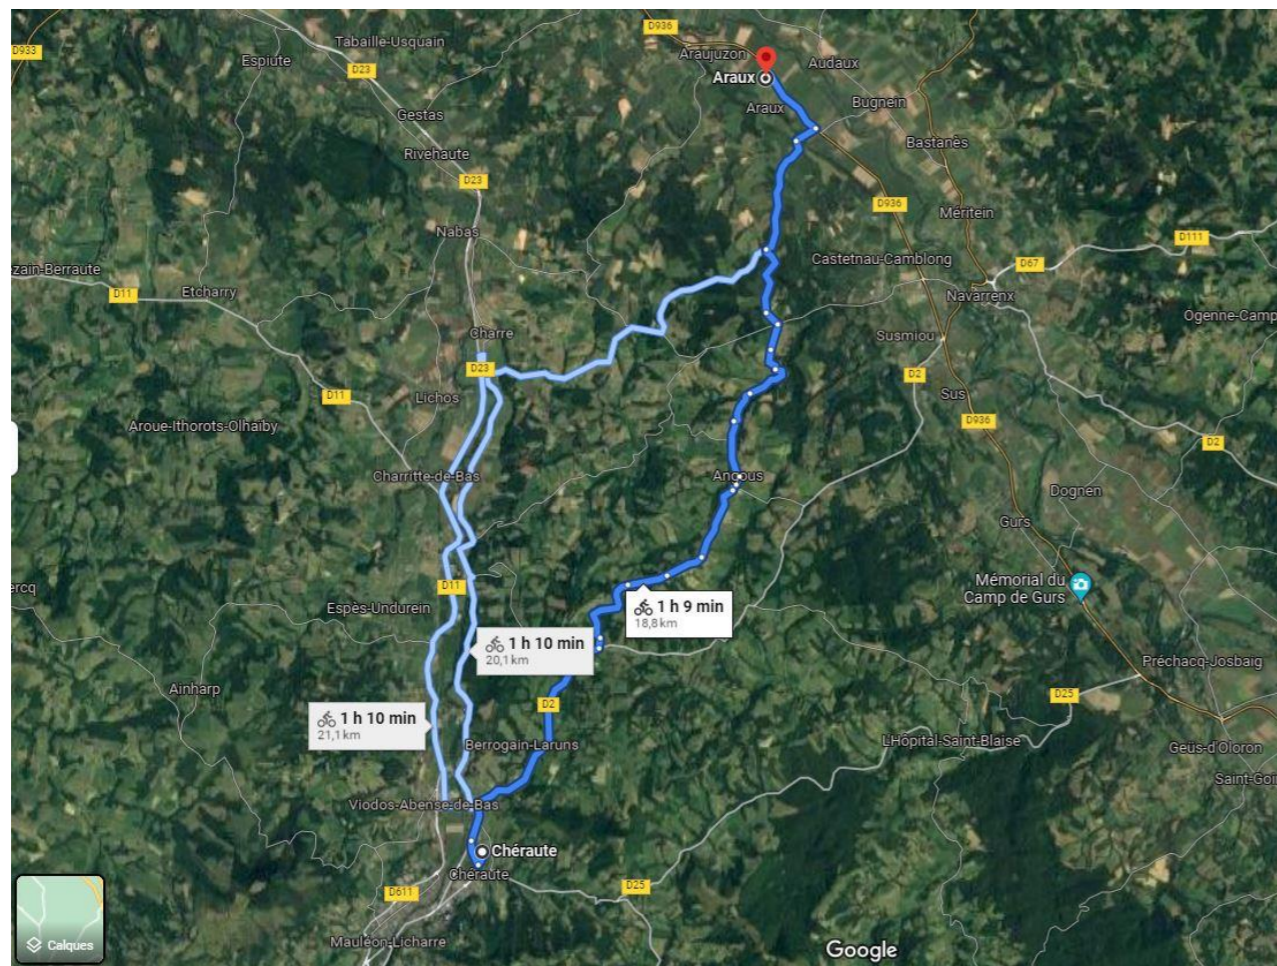 D936
Tabaille-Usquain
D933
Araujuzon
Espiute
Audaux
D23
Araux
Bugnein
Araux
Gestas
Bastanès
Rivehaute
D23
D936
Méritein
Nabas
D111
Castetnau-Camblong
D67
ezain-Berraute
Etcharry
D11
Navarrenx
Ogenne-Camp
Charre
Susmiou
D23
D2
Lichos
D11
Sus
D936
Aroue-Ithorots-Olhaïby
D2
Charritte-de-Bas
Angous
Dognen
Gurs
Mémorial du
Camp de Gurs
D11
ercq
Espès-Undurein
1 h 9 min
18,8 km
1 h 10 min
20,1 km
Préchacq-Josbaig
Ainharp
D25
D2
1 h 10 min
21,1 km
Berrogain-Laruns
L'Hôpital-Saint-Blaise
Geüs-d'Oloron
Saint-Goi
Viodos-Abense-de-Bas
Chéraute
Chéraute
D611
D25
Calques
Mauléon-Licharre
Google